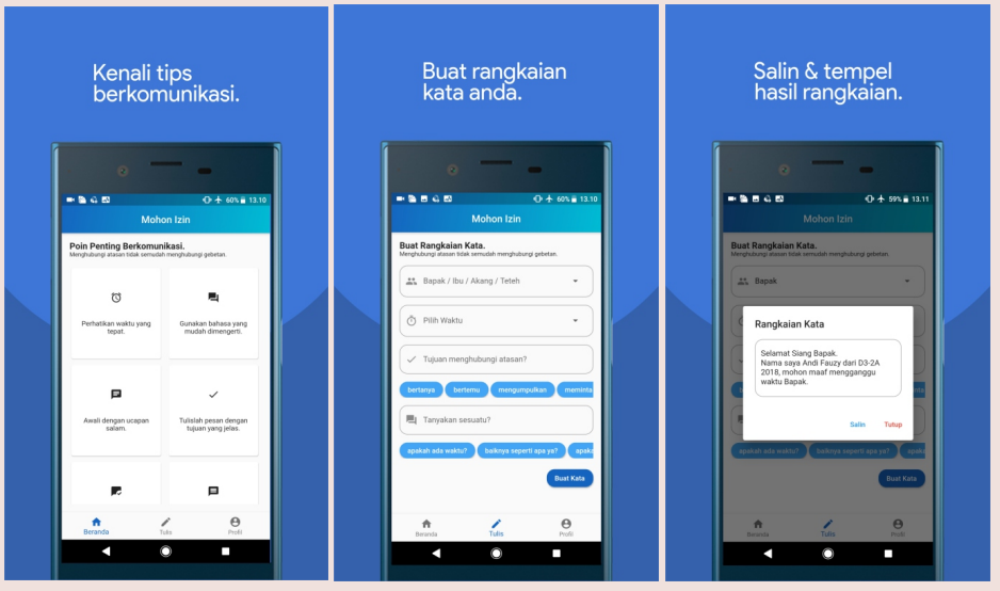 Kenali tips
berkomunikasi.
60% 13.10
Mohon Izin
Poin Penting Berkomunikasi.
Menghubungi atasan tidak semudah menghubungi gebetan.
Perhatikan waktu yang
tepat.
Gunakan bahasa yang
mudah dimengerti.
Awali dengan ucapan
salam.
Tulislah pesan dengan
tujuan yang jelas.
Beranda
Tulis
Profil
Buat rangkaian
kata anda.
60% 13.10
Mohon Izin
Buat Rangkaian Kata.
Menghubungi atasan tidak semudah menghubungi gebetan.
Bapak / Ibu / Akang / Teteh
Pilih Waktu
Tujuan menghubungi atasan?
bertanya bertemu mengumpulkan meminta
Tanyakan sesuatu?
apakah ada waktu? baiknya seperti apa ya? apaka
Buat Kata
Beranda
Tulis
Profil
Salin & tempel
hasil rangkaian.
59% 13.11
Mohon Izin
Buat Rangkaian Kata.
Menghubungi atasan tidak semudah menghubungi gebetan.
Bapak
Rangkaian Kata
Selamat Siang Bapak.
Nama saya Andi Fauzy dari D3-2A
2018, mohon maaf mengganggu
waktu Bapak.
Salin Tutup
apakah ada waktu? baiknya seperti apa ya? apaka
Buat Kata
Beranda
Tulis
Profil